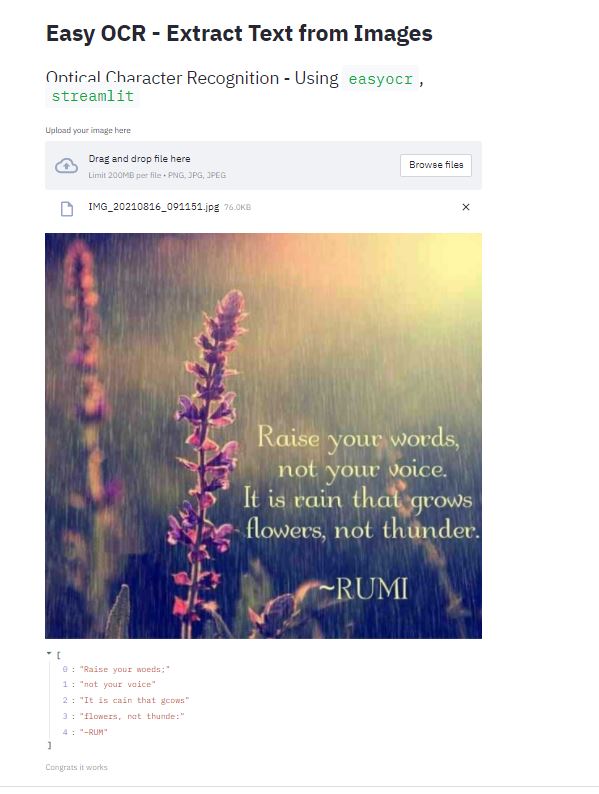 Easy OCR - Extract Text from Images
Optical Character Recognition - Using easyocr ,
streamlit
Upload your image here
Drag and drop file here
Limit 200MB per file • PNG, JPG, JPEG
Browse files
IMG_20210816_091151.jpg 76.0KB
Raise your words,
not your voice.
It is rain that grows
flowers, not thunder.
~RUMI
[
0 : "Raise your woeds;"
1 : "not your voice"
2 : "It is cain that gcows"
3 : "flowers, not thunde:"
4 : "~RUM"
]
Congrats it works